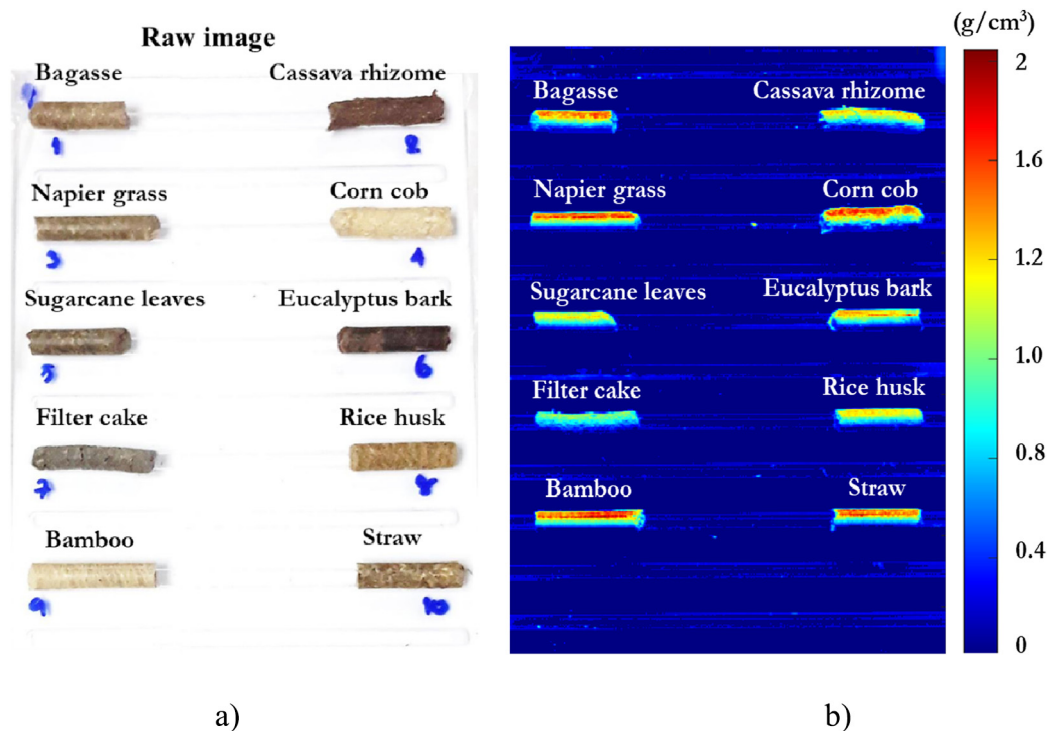 Raw image
Bagasse
Cassava rhizome
1
2
Napier grass
Corn cob
3
4
Sugarcane leaves
Eucalyptus bark
5
6
Filter cake
Rice husk
7
Bamboo
Straw
9
10
a)
(g/cm³)
Bagasse
Cassava rhizome
Napier grass
Corn cob
Sugarcane leaves
Eucalyptus bark
Filter cake
Rice husk
Bamboo
Straw
2
1.6
1.2
1.0
0.8
0.4
0
b)